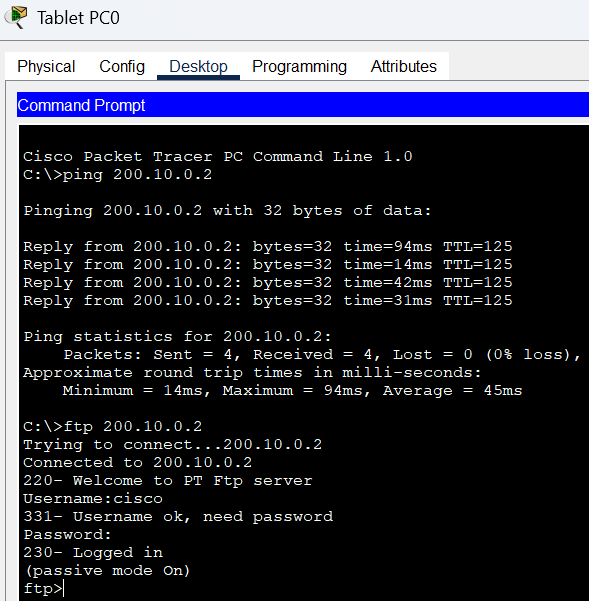 Tablet PC0
Physical Config Desktop Programming Attributes
Command Prompt
Cisco Packet Tracer PC Command Line 1.0
C:\>ping 200.10.0.2
Pinging 200.10.0.2 with 32 bytes of data:
Reply from 200.10.0.2: bytes=32 time=94ms TTL=125
Reply from 200.10.0.2: bytes=32 time=14ms TTL=125
Reply from 200.10.0.2: bytes=32 time=42ms TTL=125
Reply from 200.10.0.2: bytes=32 time=31ms TTL=125
Ping statistics for 200.10.0.2:
    Packets: Sent = 4, Received = 4, Lost = 0 (0% loss),
Approximate round trip times in milli-seconds:
    Minimum = 14ms, Maximum = 94ms, Average = 45ms
C:\>ftp 200.10.0.2
Trying to connect...200.10.0.2
Connected to 200.10.0.2
220- Welcome to PT Ftp server
Username:cisco
331- Username ok, need password
Password:
230- Logged in
(passive mode On)
ftp>